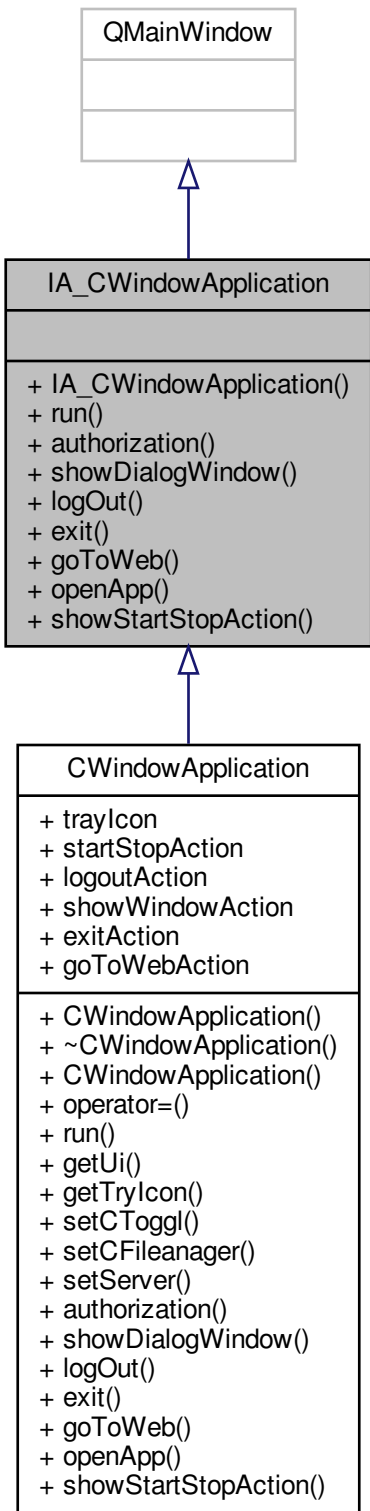 QMainWindow
IA_CWindowApplication
+ IA_CWindowApplication()
+ run()
+ authorization()
+ showDialogWindow()
+ logOut()
+ exit()
+ goToWeb()
+ openApp()
+ showStartStopAction()
CWindowApplication
+ trayIcon
+ startStopAction
+ logoutAction
+ showWindowAction
+ exitAction
+ goToWebAction
+ CWindowApplication()
+ ~CWindowApplication()
+ CWindowApplication()
+ operator=()
+ run()
+ getUi()
+ getTryIcon()
+ setCToggl()
+ setCFileanager()
+ setServer()
+ authorization()
+ showDialogWindow()
+ logOut()
+ exit()
+ goToWeb()
+ openApp()
+ showStartStopAction()